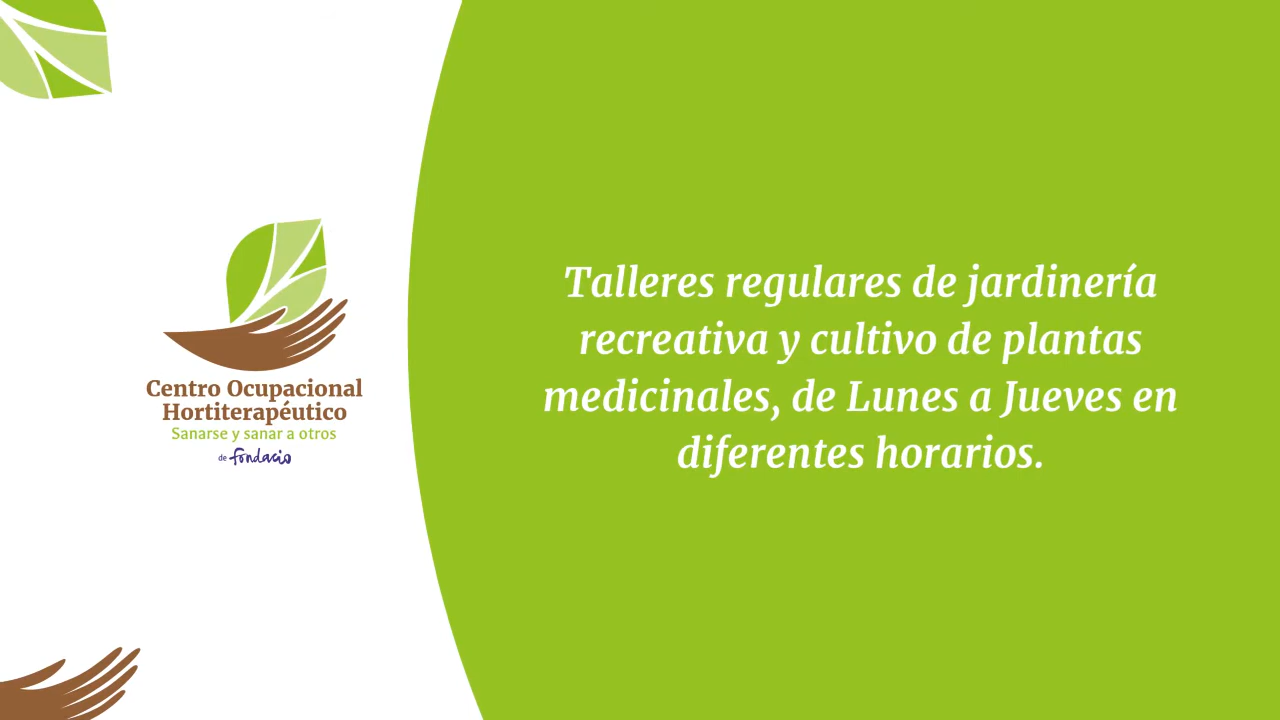 Centro Ocupacional
Hortiterapéutico
Sanarse y sanar a otros
de fondacio
Talleres regulares de jardinería
recreativa y cultivo de plantas
medicinales, de Lunes a Jueves en
diferentes horarios.